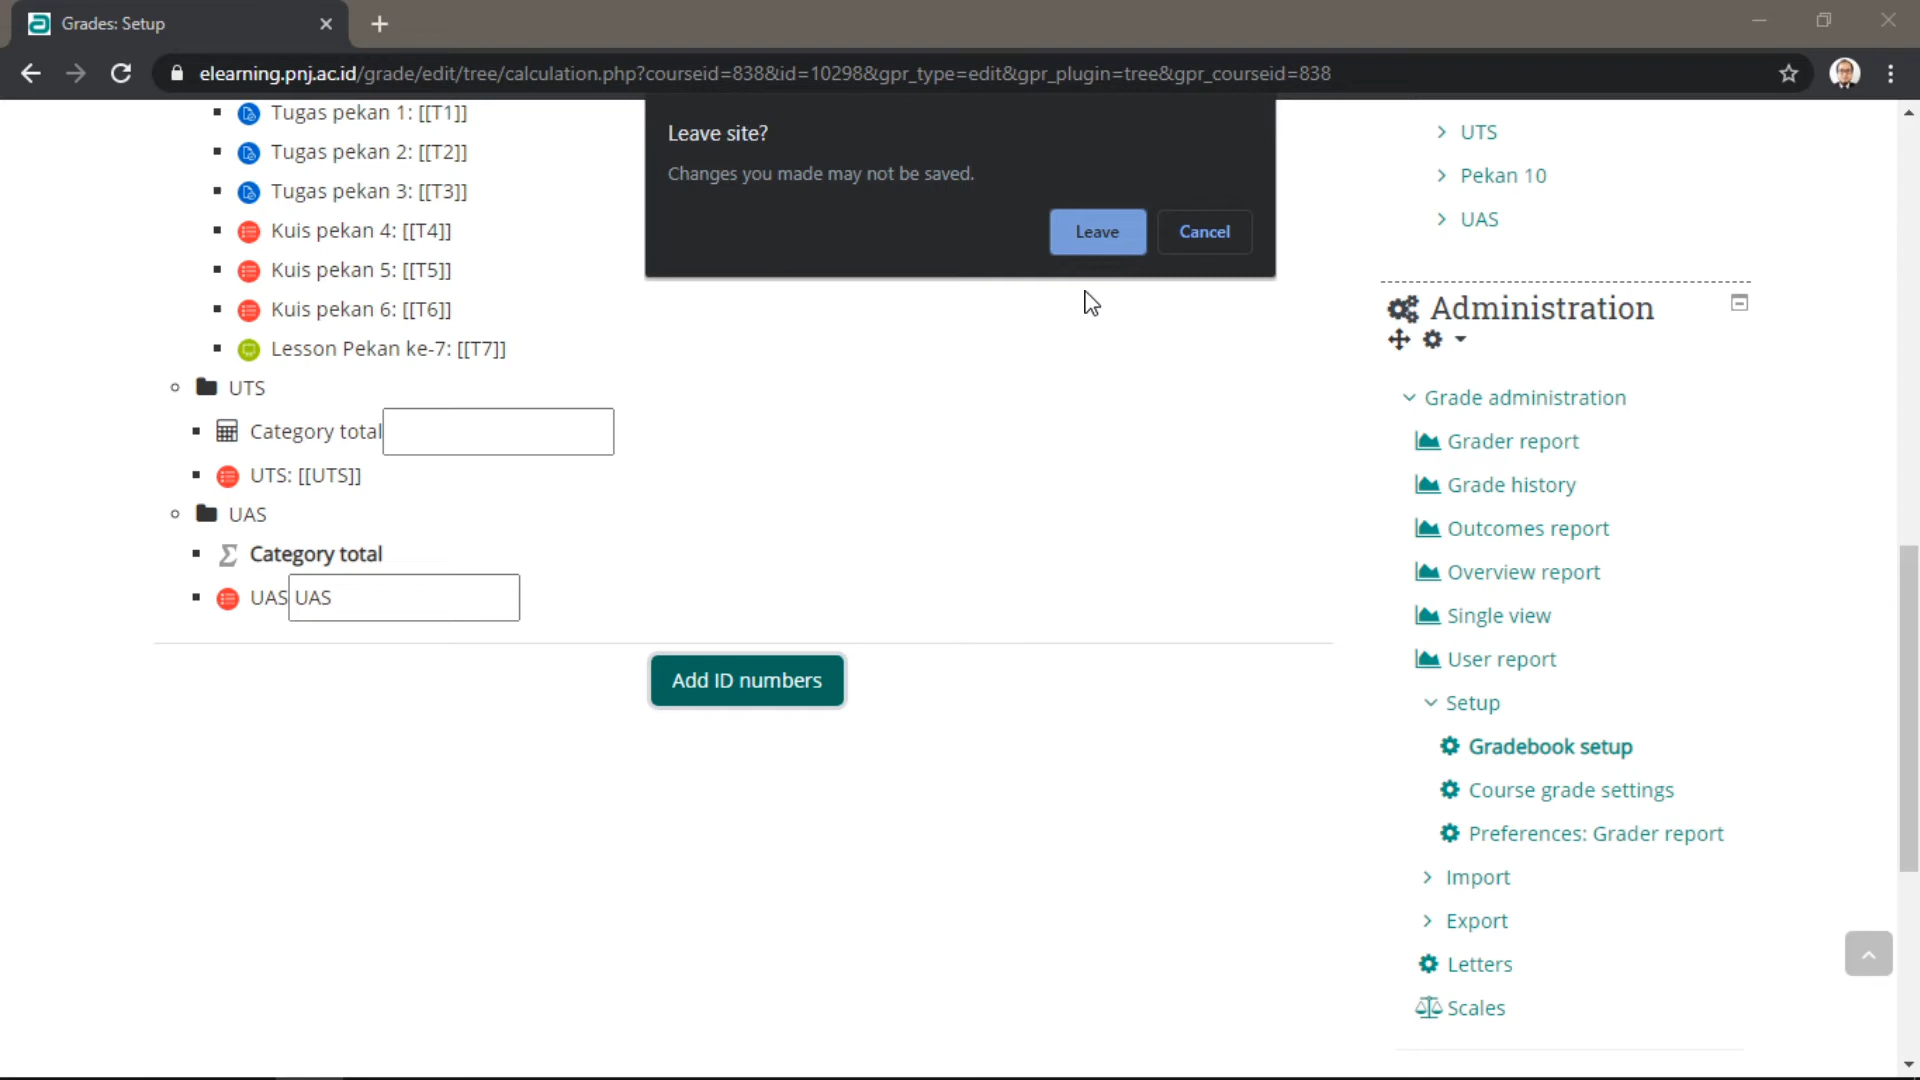 Grades: Setup
elearning.pnj.ac.id/grade/edit/tree/calculation.php?courseid=838&id=10298&gpr_type=edit&gpr_plugin=tree&gpr_courseid=838
Leave site?
Changes you made may not be saved.
Leave
Cancel
Tugas pekan 1: [[T1]]
Tugas pekan 2: [[T2]]
Tugas pekan 3: [[T3]]
Kuis pekan 4: [[T4]]
Kuis pekan 5: [[T5]]
Kuis pekan 6: [[T6]]
Lesson Pekan ke-7: [[T7]]
UTS
Category total
UTS: [[UTS]]
UAS
Category total
UAS UAS
Add ID numbers
UTS
Pekan 10
UAS
Administration
Grade administration
Grader report
Grade history
Outcomes report
Overview report
Single view
User report
Setup
Gradebook setup
Course grade settings
Preferences: Grader report
Import
Export
Letters
Scales